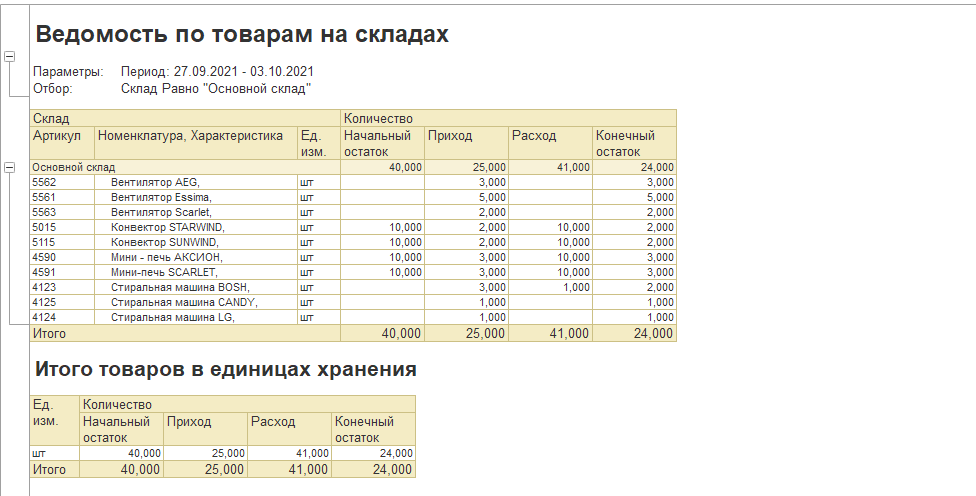 Ведомость по товарам на складах
Параметры: Период: 27.09.2021 - 03.10.2021
Отбор: Склад Равно "Основной склад"
Склад Количество
Артикул Номенклатура, Характеристика Ед. изм. Начальный остаток Приход Расход Конечный остаток
Основной склад 40,000 25,000 41,000 24,000
5562 Вентилятор AEG, шт 3,000 3,000
5561 Вентилятор Essima, шт 5,000 5,000
5563 Вентилятор Scarlet, шт 2,000 2,000
5015 Конвектор STARWIND, шт 10,000 2,000 10,000 2,000
5115 Конвектор SUNWIND, шт 10,000 2,000 10,000 2,000
4590 Мини - печь АКСИОН, шт 10,000 3,000 10,000 3,000
4591 Мини-печь SCARLET, шт 10,000 3,000 10,000 3,000
4123 Стиральная машина BOSH, шт 3,000 1,000 2,000
4125 Стиральная машина CANDY, шт 1,000 1,000
4124 Стиральная машина LG, шт 1,000 1,000
Итого 40,000 25,000 41,000 24,000
Итого товаров в единицах хранения
Ед. изм. Количество
Начальный остаток Приход Расход Конечный остаток
шт 40,000 25,000 41,000 24,000
Итого 40,000 25,000 41,000 24,000